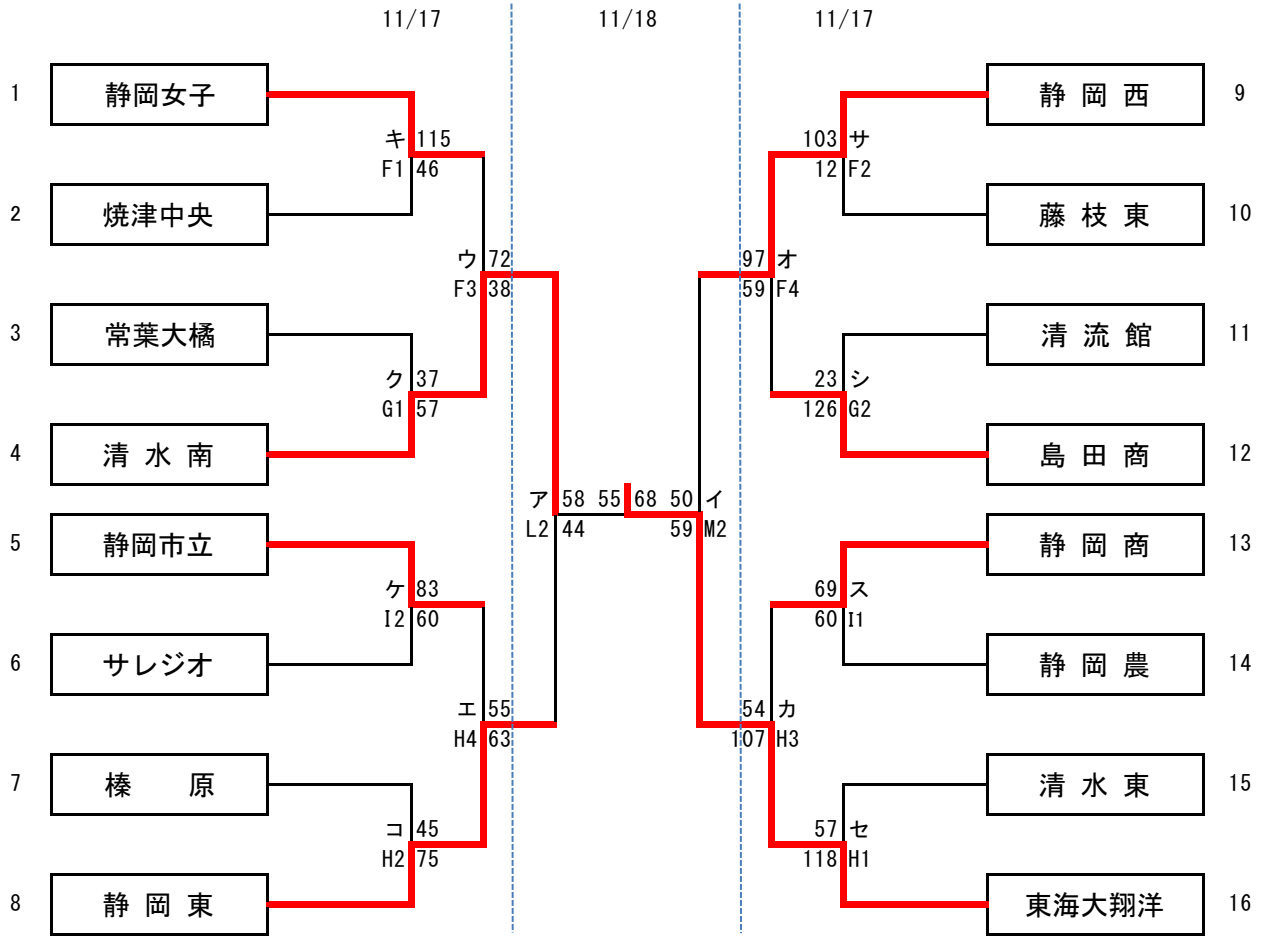 11/17 11/18 11/17
1 静岡女子 静岡西 9
キ 115 103 サ
F1 46 12 F2
2 焼津中央 藤枝東 10
ウ 72 97 オ
F3 38 59 F4
3 常葉大橘 清流館 11
ク 37 23 シ
G1 57 126 G2
4 清水南 島田商 12
ア 58 55 68 50 イ
L2 44 59 M2
5 静岡市立 静岡商 13
ケ 83 69 ス
I2 60 60 I1
6 サレジオ 静岡農 14
エ 55 54 カ
H4 63 107 H3
7 榛原 清水東 15
コ 45 57 セ
H2 75 118 H1
8 静岡東 東海大翔洋 16